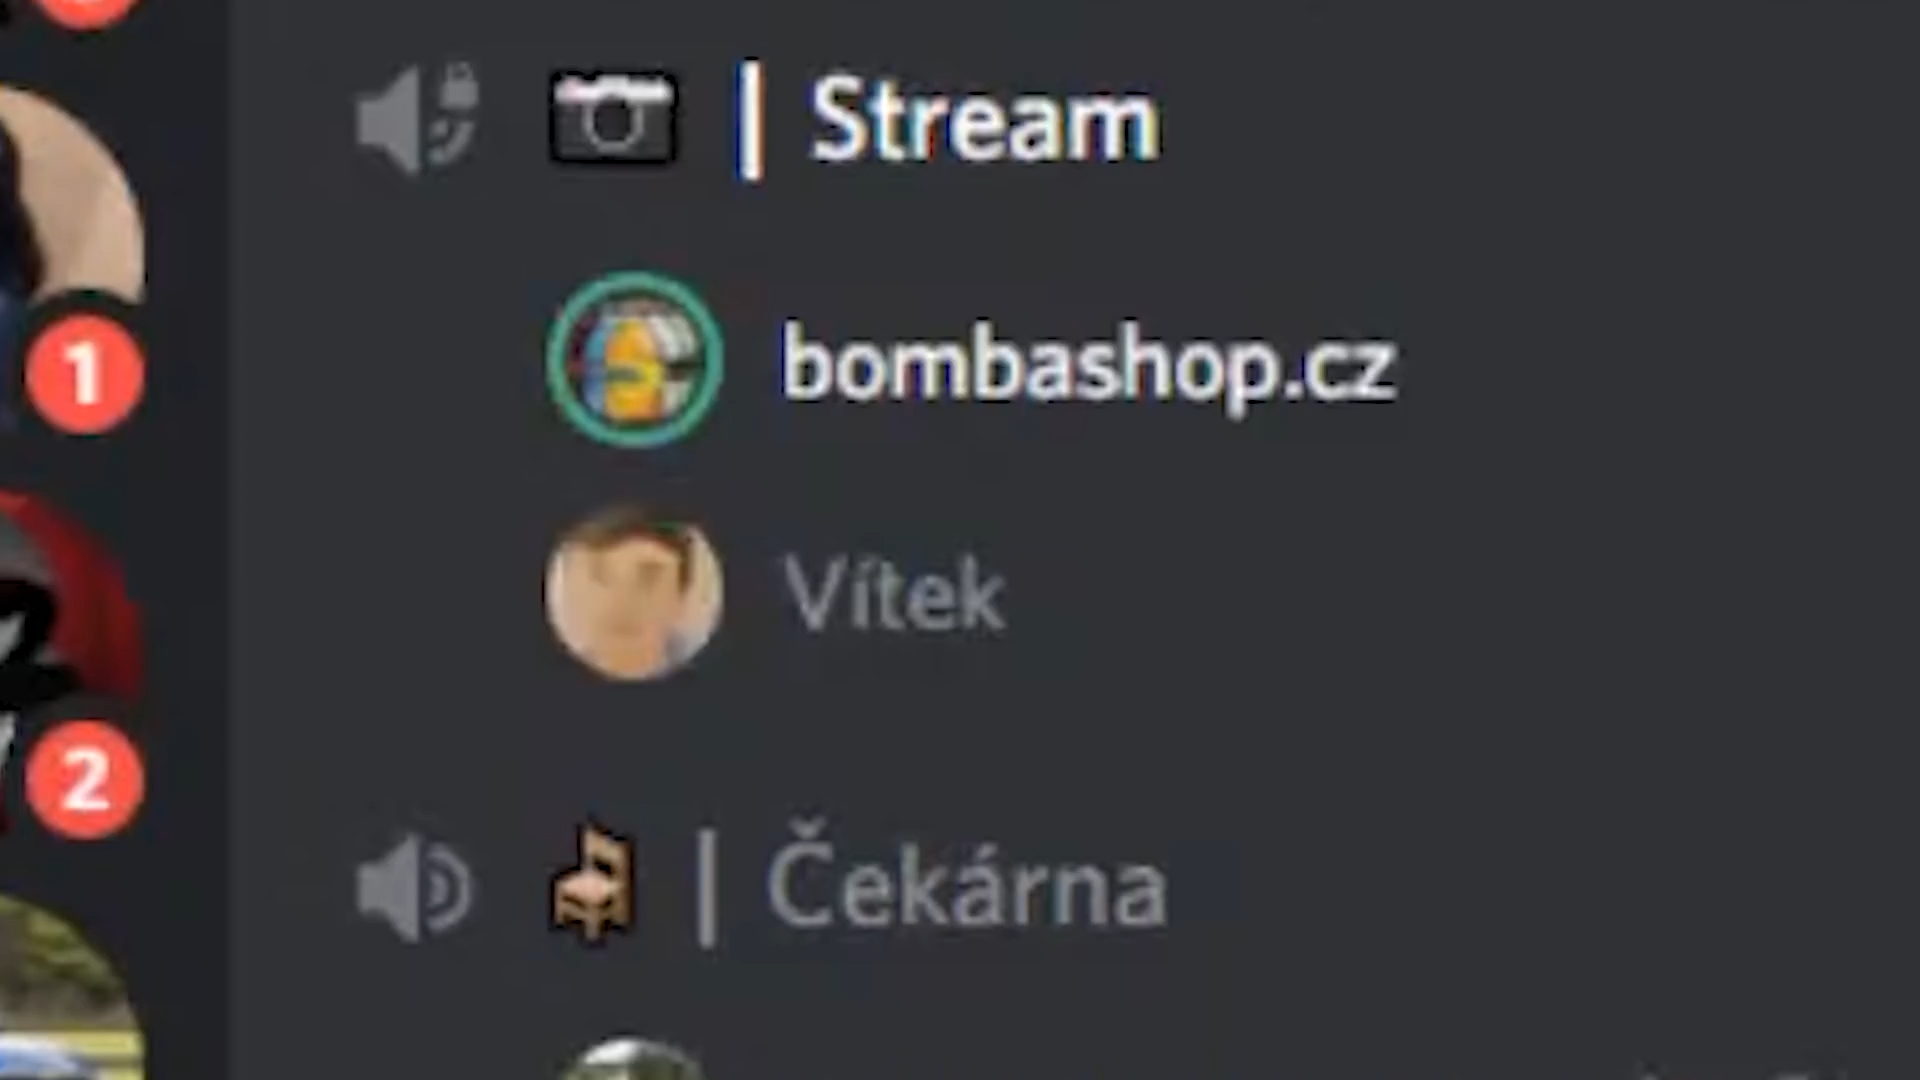 | Stream
bombashop.cz
1
Vítek
2
| Čekárna